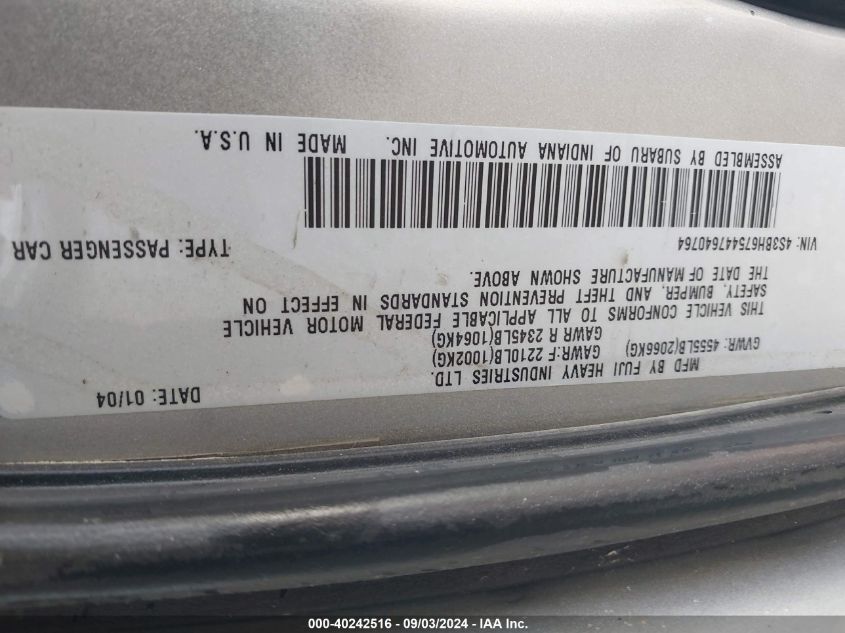 MFD BY FUJI HEAVY INDUSTRIES LTD. DATE: 01/04
GVWR: 4555LB(2066KG) GAWR:F 2210LB(1002KG)
GAWR R 2345LB(1064KG)
THIS VEHICLE CONFORMS TO ALL APPLICABLE FEDERAL MOTOR VEHICLE
SAFETY, BUMPER, AND THEFT PREVENTION STANDARDS IN EFFECT ON
THE DATE OF MANUFACTURE SHOWN ABOVE.
VIN: 4S3BH675447640764 TYPE: PASSENGER CAR
ASSEMBLED BY SUBARU OF INDIANA AUTOMOTIVE INC. MADE IN U.S.A.
000-40242516 - 09/03/2024 - IAA Inc.